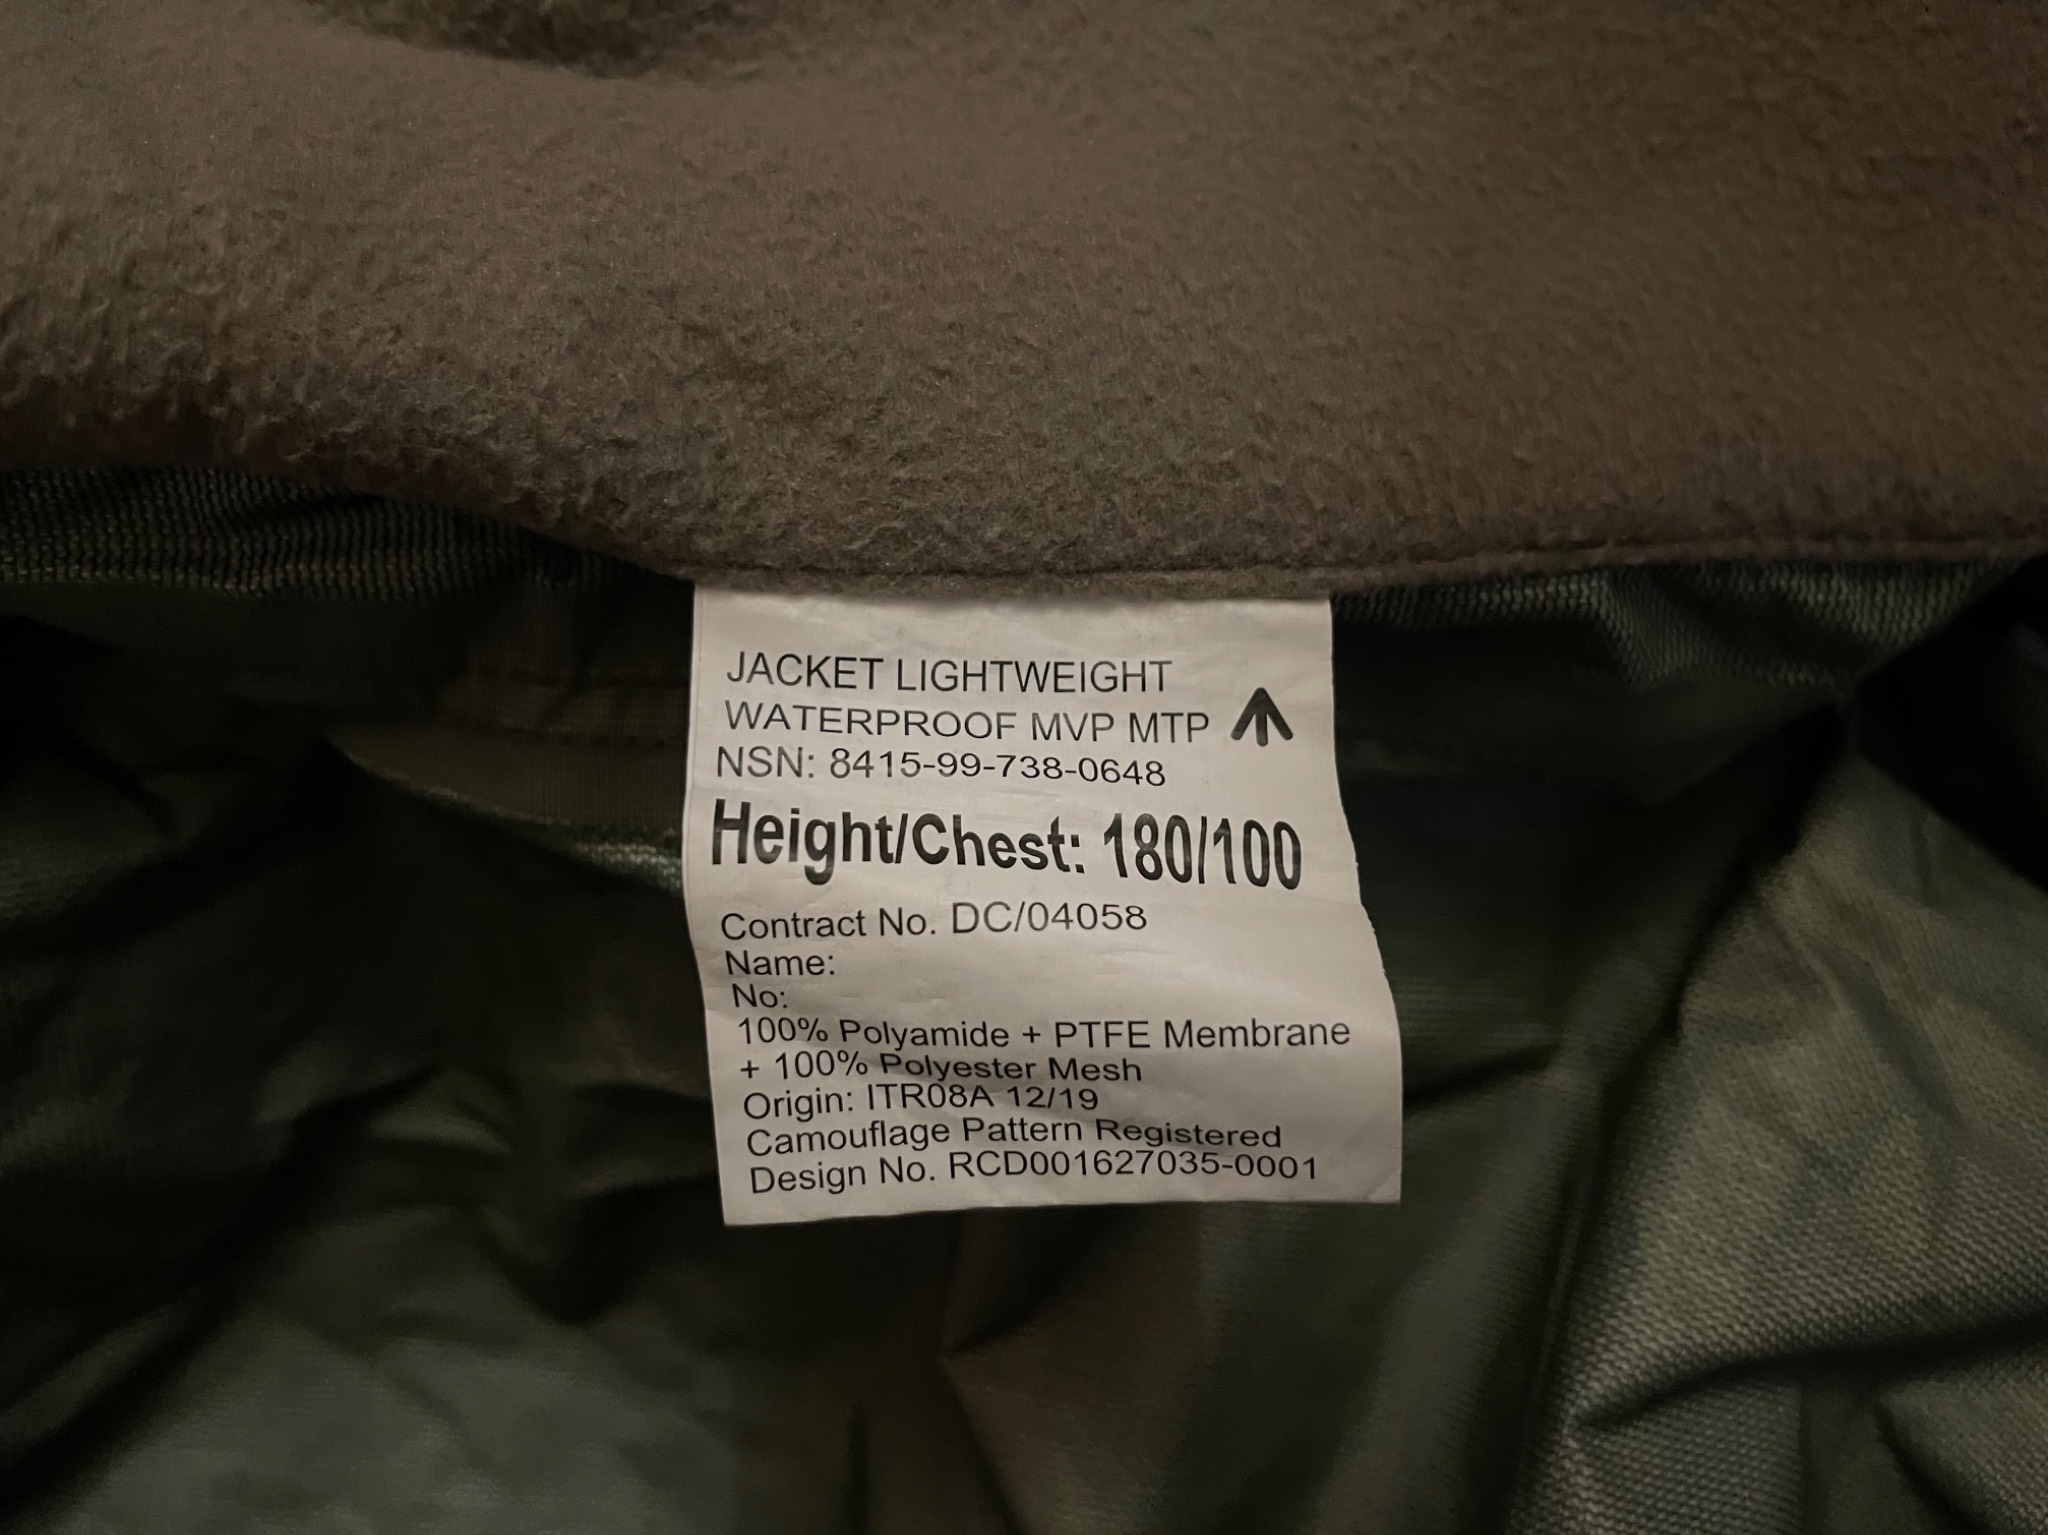 JACKET LIGHTWEIGHT
WATERPROOF MVP MTP
NSN: 8415-99-738-0648
Height/Chest: 180/100
Contract No. DC/04058
Name:
No:
100% Polyamide + PTFE Membrane
+ 100% Polyester Mesh
Origin: ITR08A 12/19
Camouflage Pattern Registered
Design No. RCD001627035-0001